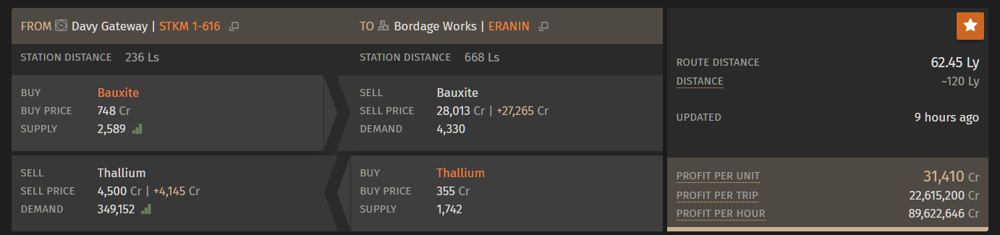 FROM Davy Gateway | STKM 1-616
TO Bordage Works | ERANIN
STATION DISTANCE 236 Ls
STATION DISTANCE 668 Ls
BUY Bauxite
BUY PRICE 748 Cr
SUPPLY 2,589
SELL Bauxite
SELL PRICE 28,013 Cr | +27,265 Cr
DEMAND 4,330
SELL Thallium
SELL PRICE 4,500 Cr | +4,145 Cr
DEMAND 349,152
BUY Thallium
BUY PRICE 355 Cr
SUPPLY 1,742
ROUTE DISTANCE 62.45 Ly
DISTANCE ~120 Ly
UPDATED 9 hours ago
PROFIT PER UNIT 31,410 Cr
PROFIT PER TRIP 22,615,200 Cr
PROFIT PER HOUR 89,622,646 Cr